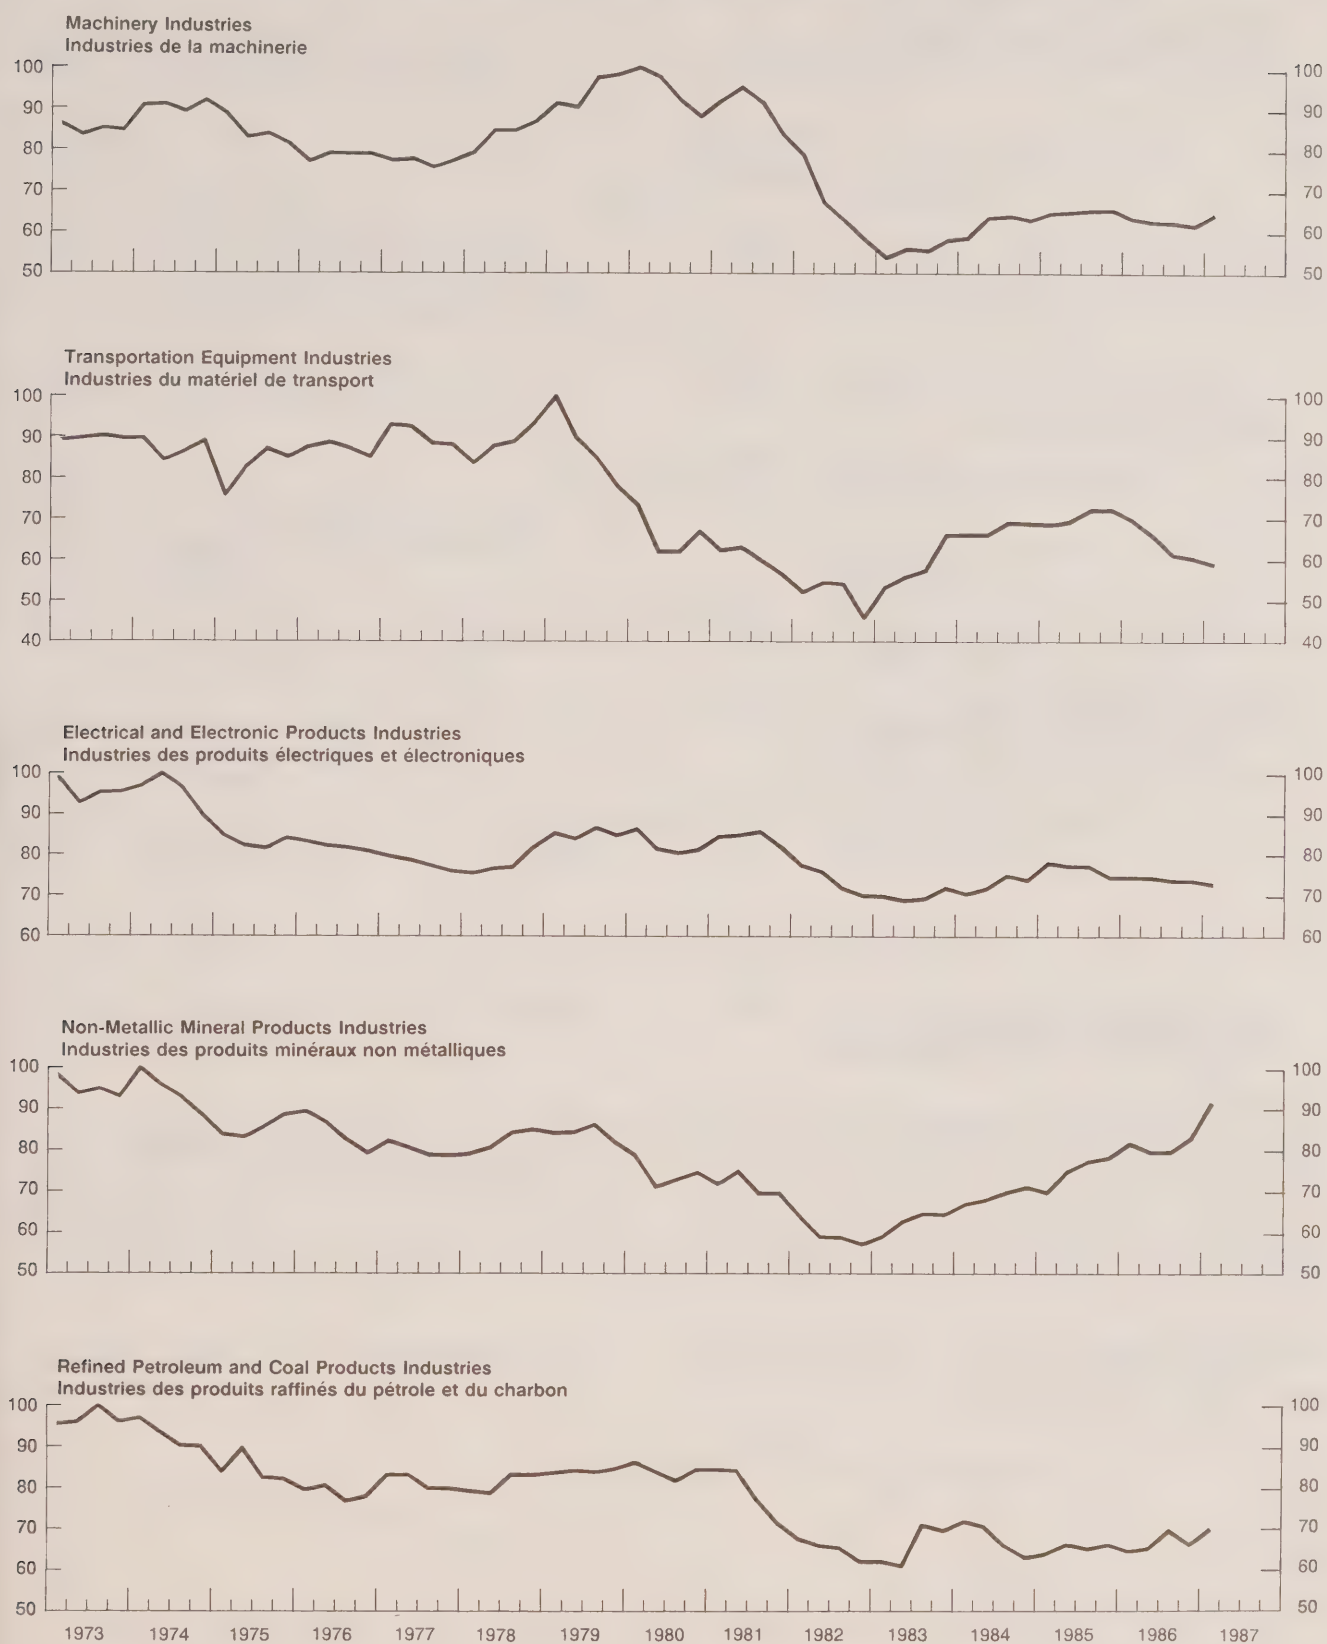 Machinery Industries
Industries de la machinerie
100 100
90 90
80 80
70 70
60 60
50 50
Transportation Equipment Industries
Industries du matériel de transport
100 100
90 90
80 80
70 70
60 60
50 50
40 40
Electrical and Electronic Products Industries
Industries des produits électriques et électroniques
100 100
90 90
80 80
70 70
60 60
Non-Metallic Mineral Products Industries
Industries des produits minéraux non métalliques
100 100
90 90
80 80
70 70
60 60
50 50
Refined Petroleum and Coal Products Industries
Industries des produits raffinés du pétrole et du charbon
100 100
90 90
80 80
70 70
60 60
50 50
1973 1974 1975 1976 1977 1978 1979 1980 1981 1982 1983 1984 1985 1986 1987